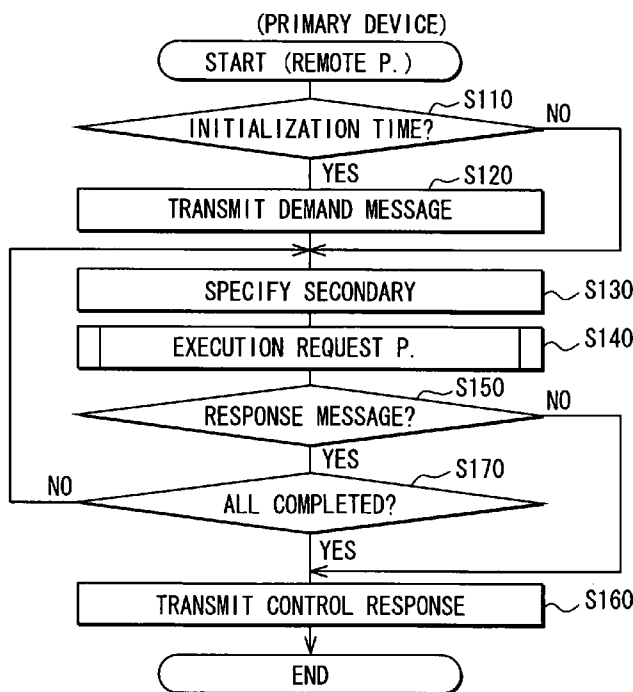 (PRIMARY DEVICE)
START (REMOTE P.)
S110
INITIALIZATION TIME?
NO
YES
S120
TRANSMIT DEMAND MESSAGE
SPECIFY SECONDARY
S130
EXECUTION REQUEST P.
S140
S150
RESPONSE MESSAGE?
NO
YES
S170
NO
ALL COMPLETED?
YES
TRANSMIT CONTROL RESPONSE
S160
END